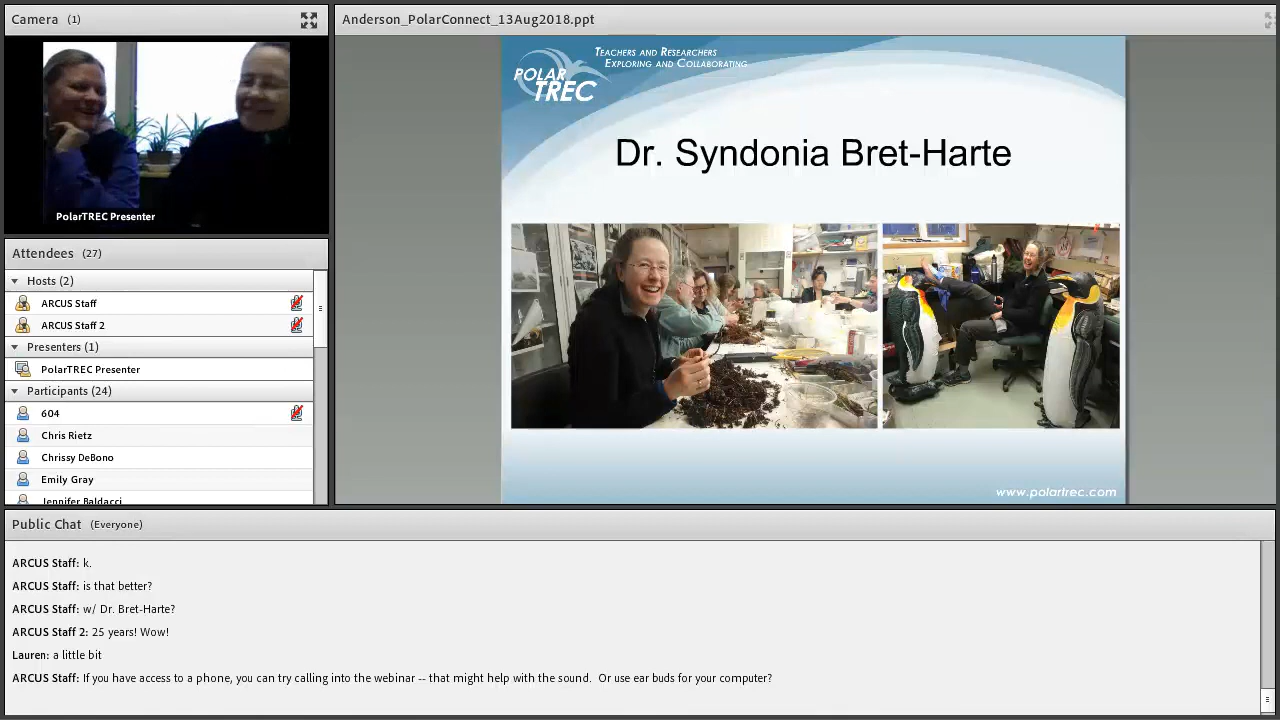 Camera (1)
PolarTREC Presenter
Attendees (27)
Hosts (2)
ARCUS Staff
ARCUS Staff 2
Presenters (1)
PolarTREC Presenter
Participants (24)
604
Chris Rietz
Chrissy DeBono
Emily Gray
Jennifer Baldacci
Anderson_PolarConnect_13Aug2018.ppt
TEACHERS AND RESEARCHERS
EXPLORING AND COLLABORATING
POLAR
TREC
Dr. Syndonia Bret-Harte
www.polartrec.com
Public Chat (Everyone)
ARCUS Staff: k.
ARCUS Staff: is that better?
ARCUS Staff: w/ Dr. Bret-Harte?
ARCUS Staff 2: 25 years! Wow!
Lauren: a little bit
ARCUS Staff: If you have access to a phone, you can try calling into the webinar -- that might help with the sound. Or use ear buds for your computer?